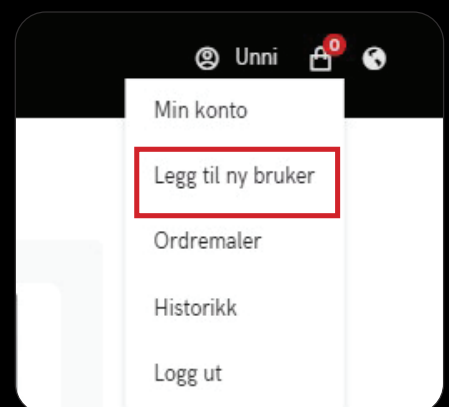 Unni 0
Min konto
Legg til ny bruker
Ordremaler
Historikk
Logg ut